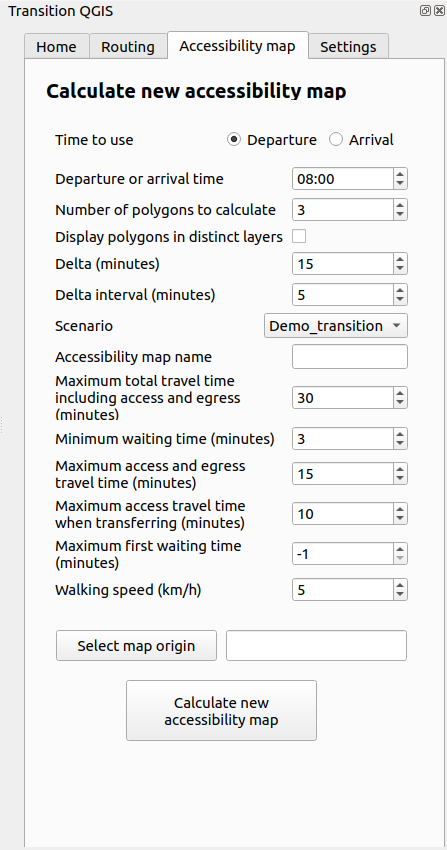 Transition QGIS
Home Routing Accessibility map Settings
Calculate new accessibility map
Time to use Departure Arrival
Departure or arrival time 08:00
Number of polygons to calculate 3
Display polygons in distinct layers
Delta (minutes) 15
Delta interval (minutes) 5
Scenario Demo_transition
Accessibility map name
Maximum total travel time
including access and egress 30
(minutes)
Minimum waiting time (minutes) 3
Maximum access and egress
travel time (minutes) 15
Maximum access travel time
when transferring (minutes) 10
Maximum first waiting time
(minutes) -1
Walking speed (km/h) 5
Select map origin
Calculate new
accessibility map